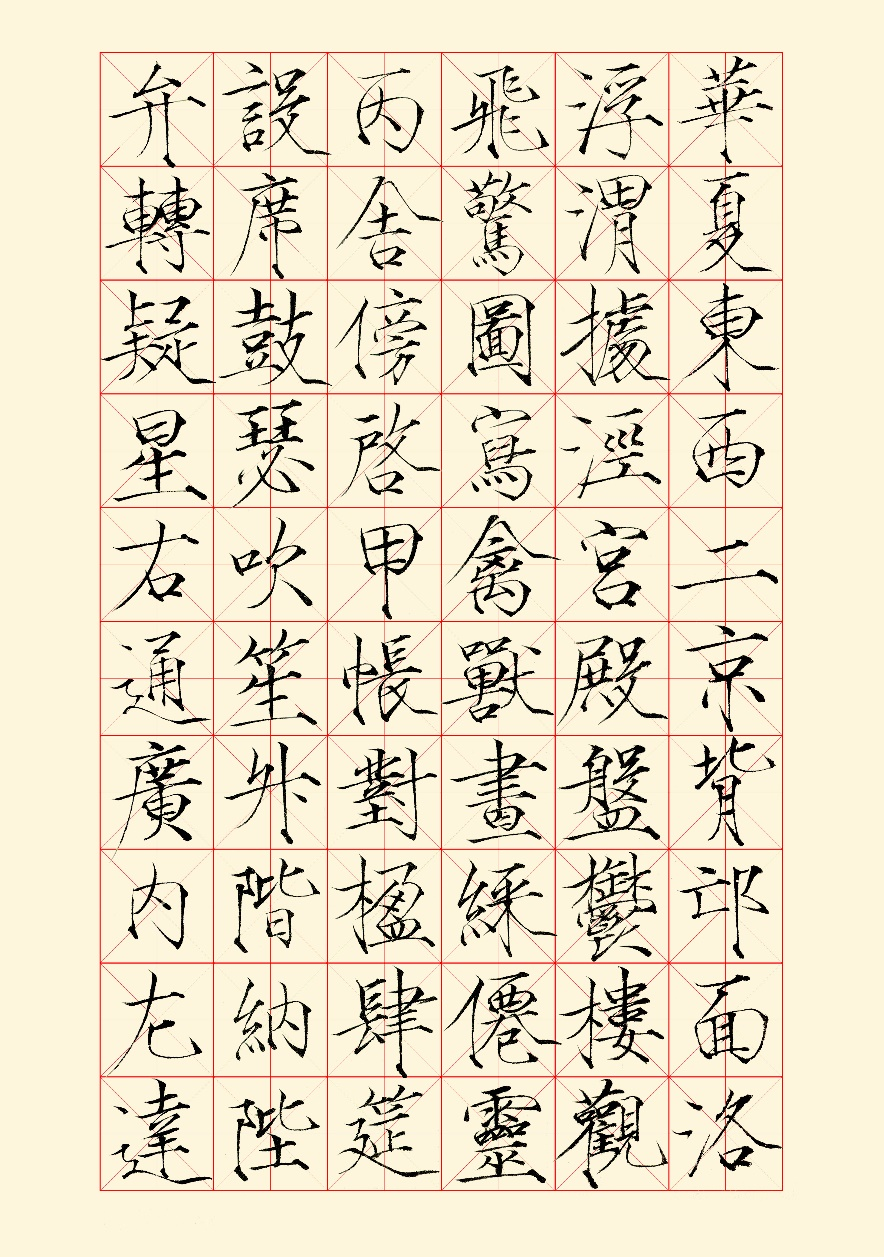 華夏東西二京背邙面洛
浮渭據涇宮殿盤鬱樓觀
飛驚圖寫禽獸畫綵僊靈
丙舍傍啓甲帳對楹肆筵
設席鼓瑟吹笙升階納陛
弁轉疑星右通廣内左達